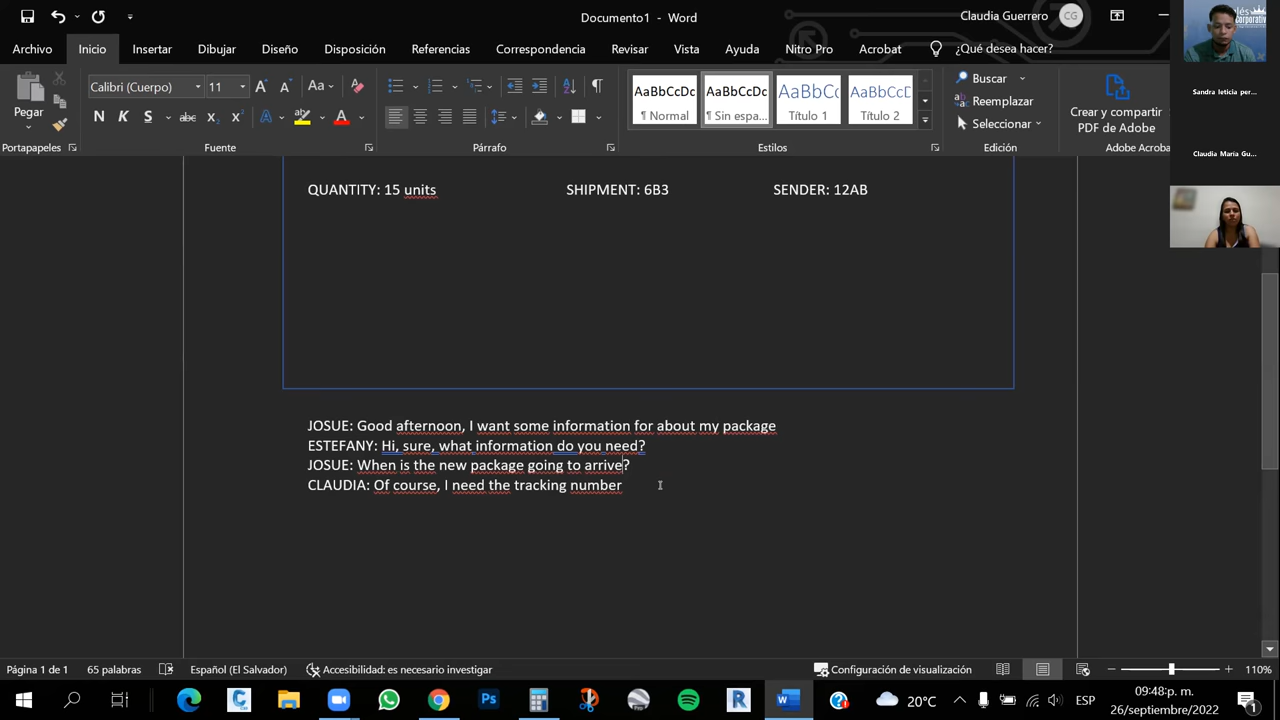 Documento1 - Word
Claudia Guerrero
CG
Archivo Inicio Insertar Dibujar Diseño Disposición Referencias Correspondencia Revisar Vista Ayuda Nitro Pro Acrobat ¿Qué desea hacer?
Pegar
Calibri (Cuerpo) 11
N K S abc x₂ x²
AaBbCcDc AaBbCcDc AaBbCc AaBbCcD
¶ Normal ¶ Sin espa... Título 1 Título 2
Buscar
Reemplazar
Seleccionar
Crear y compartir
PDF de Adobe
Portapapeles Fuente Párrafo Estilos Edición Adobe Acroba
Sandra leticia per...
Claudia Maria Gu...
QUANTITY: 15 units SHIPMENT: 6B3 SENDER: 12AB
JOSUE: Good afternoon, I want some information for about my package
ESTEFANY: Hi, sure, what information do you need?
JOSUE: When is the new package going to arrive?
CLAUDIA: Of course, I need the tracking number
Página 1 de 1 65 palabras Español (El Salvador) Accesibilidad: es necesario investigar Configuración de visualización 110%
20°C ESP 09:48 p. m.
26/septiembre/2022